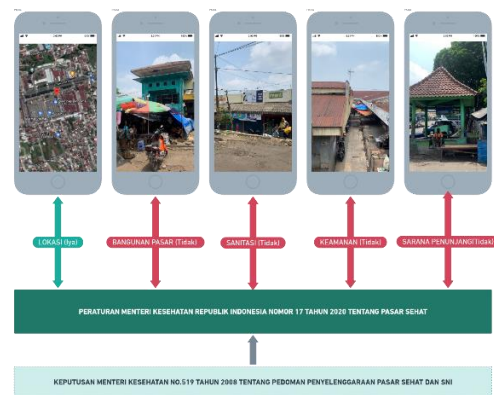 LOKASI (Iya)
BANGUNAN PASAR (Tidak)
SANITASI (Tidak)
KEAMANAN (Tidak)
SARANA PENUNJANG(Tidak)
PERATURAN MENTERI KESEHATAN REPUBLIK INDONESIA NOMOR 17 TAHUN 2020 TENTANG PASAR SEHAT
KEPUTUSAN MENTERI KESEHATAN NO.519 TAHUN 2008 TENTANG PEDOMAN PENYELENGGARAAN PASAR SEHAT DAN SNI